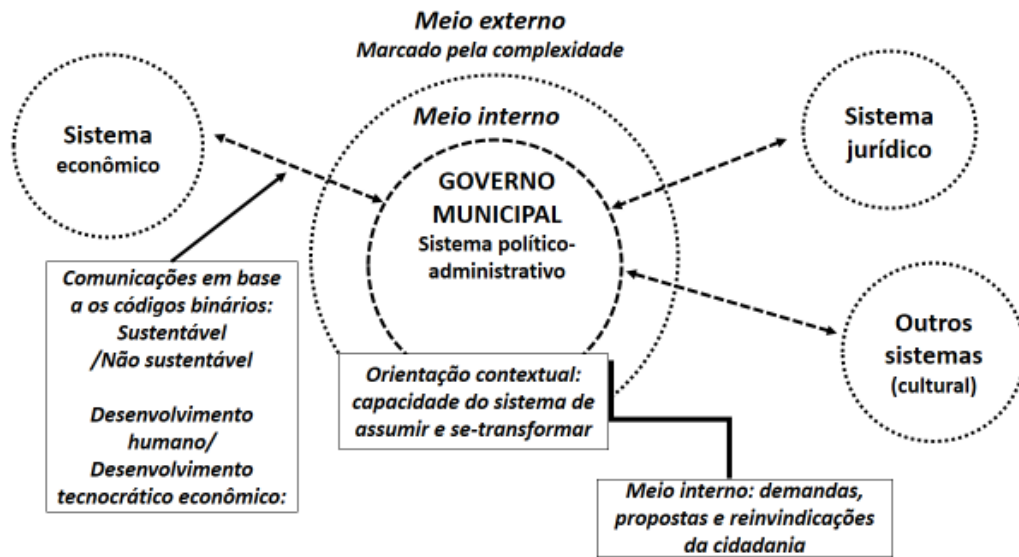 Meio externo
Marcado pela complexidade
Meio interno
Sistema
econômico
GOVERNO
MUNICIPAL
Sistema político-
administrativo
Sistema
jurídico
Comunicações em base
a os códigos binários:
Sustentável
/Não sustentável
Desenvolvimento
humano/
Desenvolvimento
tecnocrático econômico:
Orientação contextual:
capacidade do sistema de
assumir e se-transformar
Outros
sistemas
(cultural)
Meio interno: demandas,
propostas e reinvindicações
da cidadania